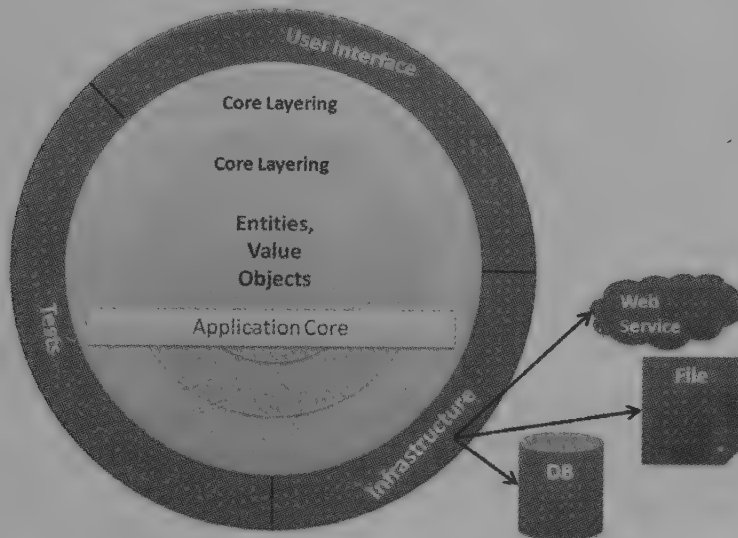 User Interface
Core Layering
Core Layering
Entities,
Value
Objects
Application Core
Tests
Infrastructure
Web
Service
File
DB